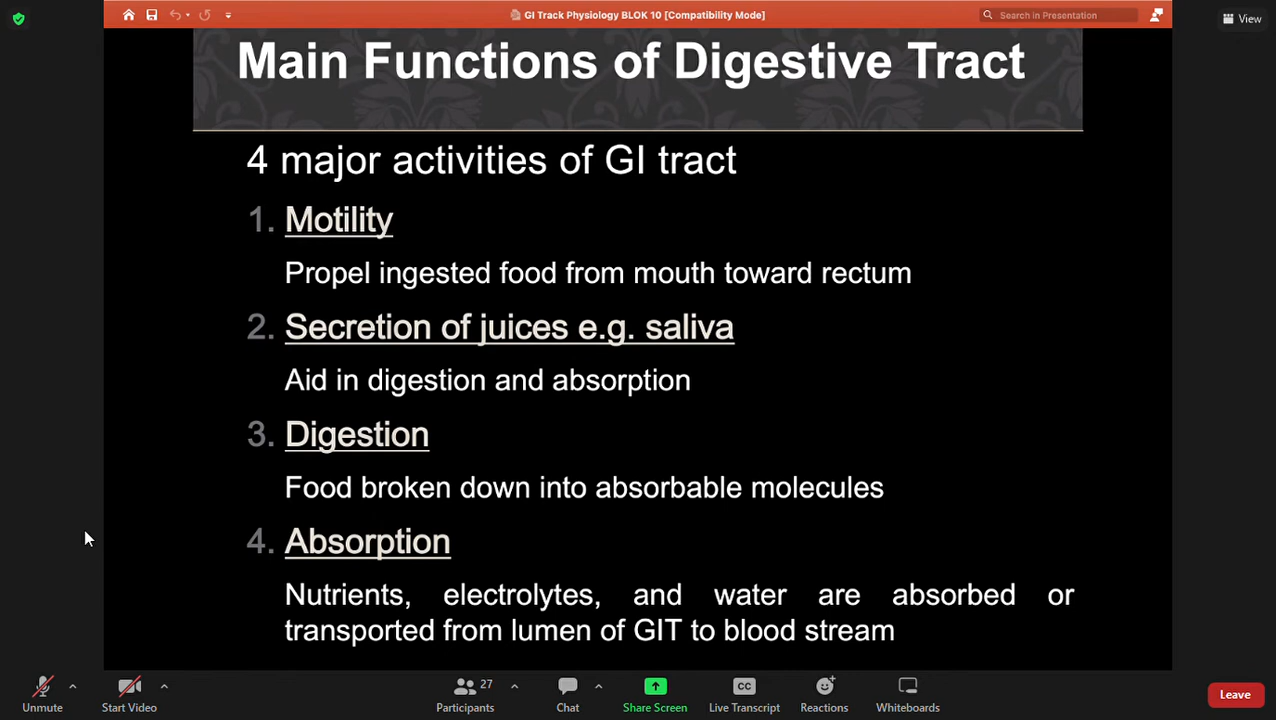 GI Track Physiology BLOK 10 [Compatibility Mode]
Search in Presentation
View
Main Functions of Digestive Tract
4 major activities of GI tract
1. Motility
Propel ingested food from mouth toward rectum
2. Secretion of juices e.g. saliva
Aid in digestion and absorption
3. Digestion
Food broken down into absorbable molecules
4. Absorption
Nutrients, electrolytes, and water are absorbed or
transported from lumen of GIT to blood stream
Unmute
Start Video
27
Participants
Chat
Share Screen
CC
Live Transcript
Reactions
Whiteboards
Leave